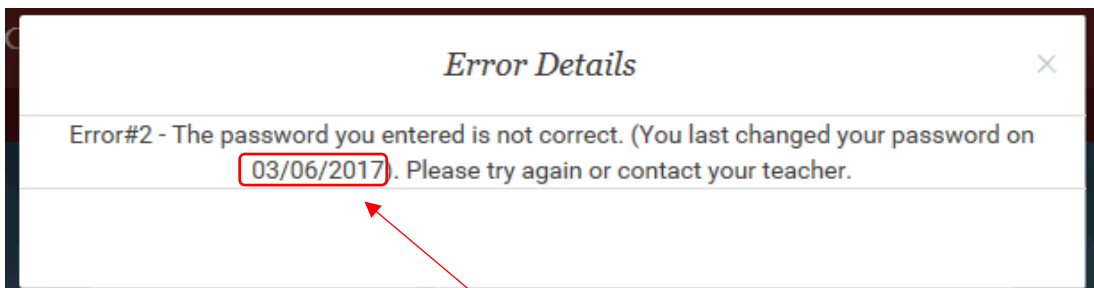 Error Details
Error#2 - The password you entered is not correct. (You last changed your password on
03/06/2017). Please try again or contact your teacher.